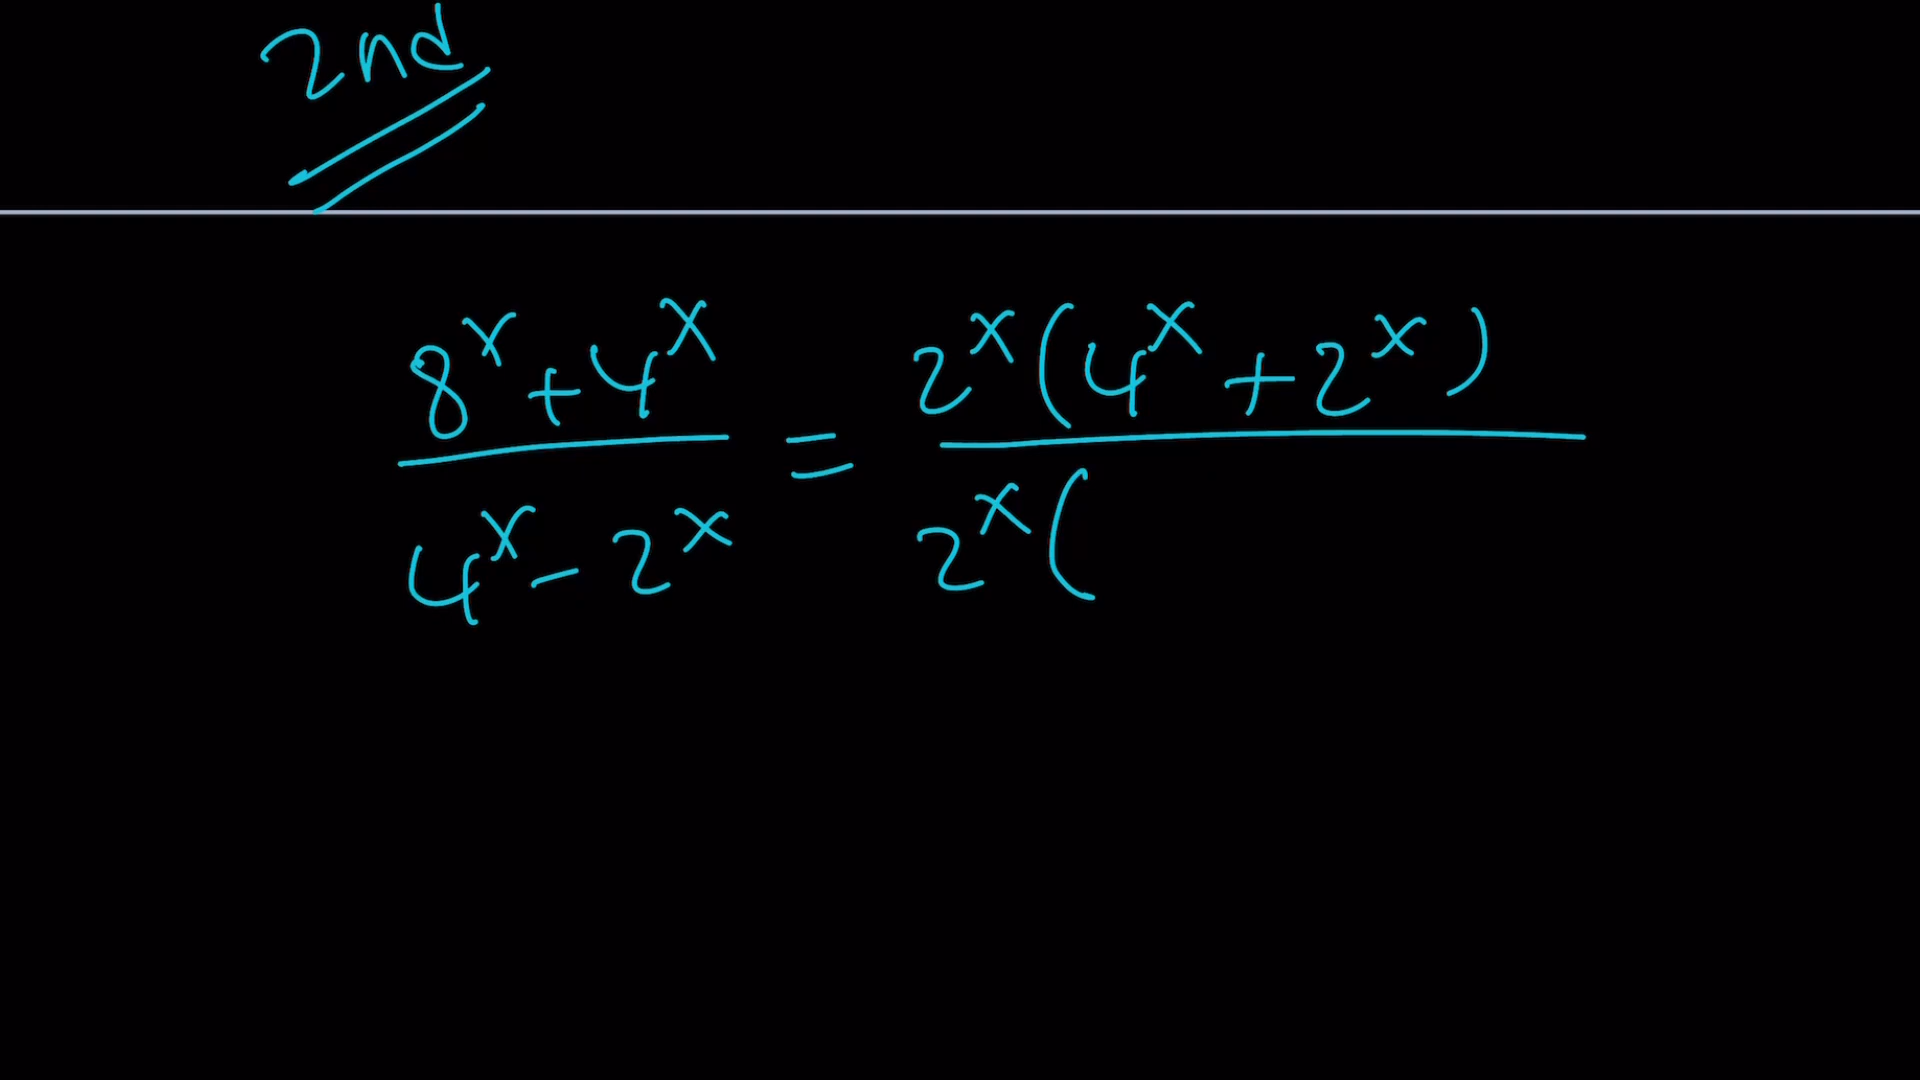 2nd
8^x + 4^x / 4^x - 2^x = 2^x(4^x + 2^x) / 2^x(